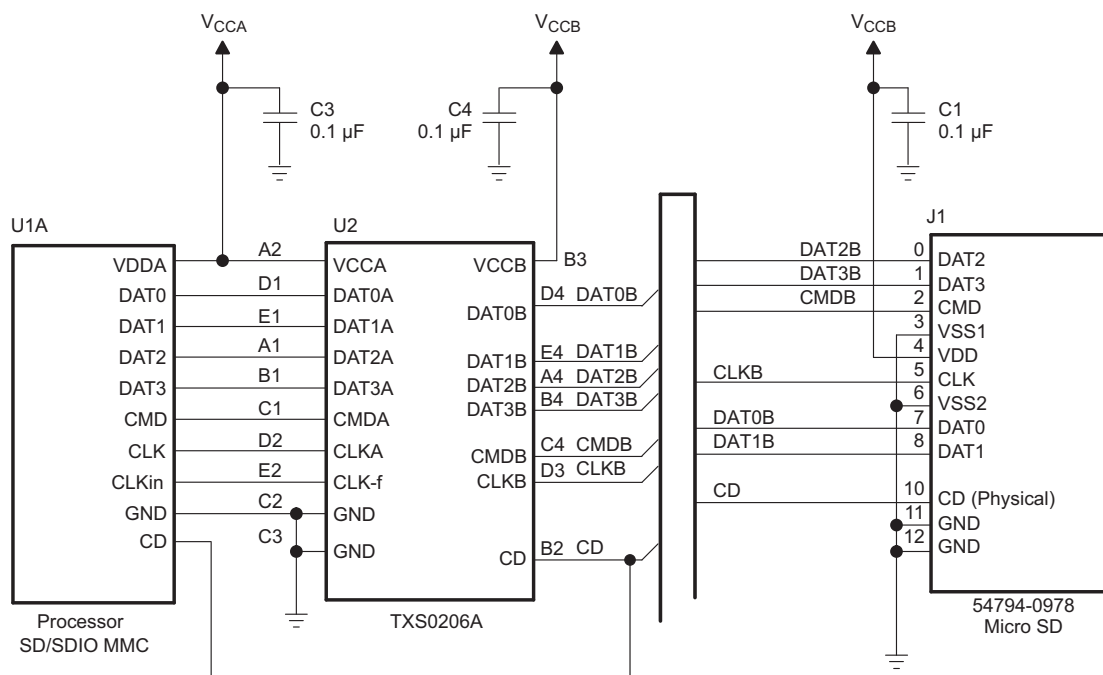 VCCA
VCCB
VCCB
C3
0.1 µF
C4
0.1 µF
C1
0.1 µF
U1A
U2
J1
VDDA
DAT0
DAT1
DAT2
DAT3
CMD
CLK
CLKin
GND
CD
A2
D1
E1
A1
B1
C1
D2
E2
C2
C3
VCCA
DAT0A
DAT1A
DAT2A
DAT3A
CMDA
CLKA
CLK-f
GND
GND
VCCB
DAT0B
DAT1B
DAT2B
DAT3B
CMDB
CLKB
CD
B3
D4 DAT0B
E4 DAT1B
A4 DAT2B
B4 DAT3B
C4 CMDB
D3 CLKB
B2 CD
DAT2B
DAT3B
CMDB
CLKB
DAT0B
DAT1B
CD
0 DAT2
1 DAT3
2 CMD
3 VSS1
4 VDD
5 CLK
6 VSS2
7 DAT0
8 DAT1
10 CD (Physical)
11 GND
12 GND
Processor
SD/SDIO MMC
TXS0206A
54794-0978
Micro SD